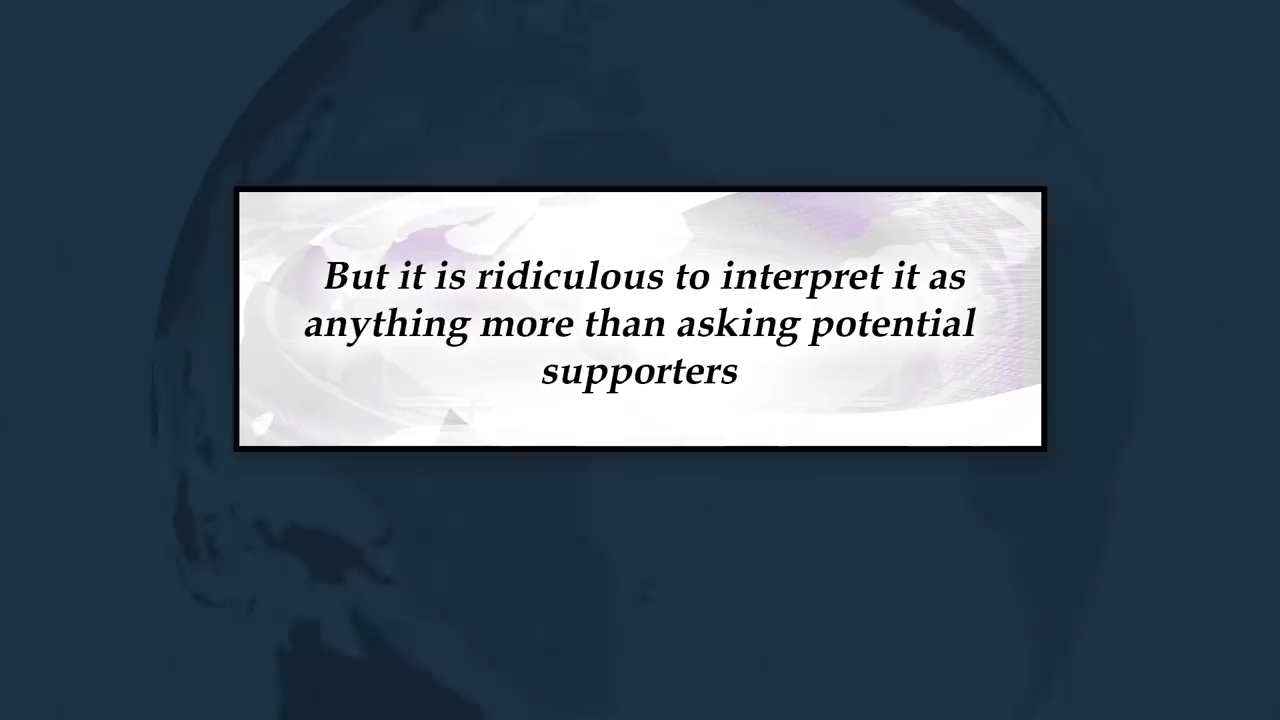 But it is ridiculous to interpret it as
anything more than asking potential
supporters